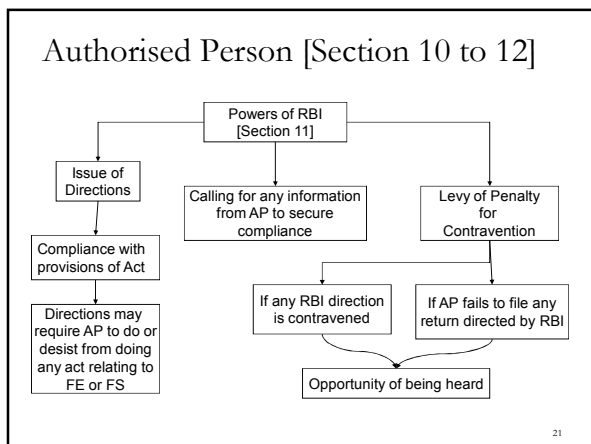 Authorised Person [Section 10 to 12]
Powers of RBI
[Section 11]
Issue of
Directions
Calling for any information
from AP to secure
compliance
Levy of Penalty
for
Contravention
Compliance with
provisions of Act
Directions may
require AP to do or
desist from doing
any act relating to
FE or FS
If any RBI direction
is contravened
If AP fails to file any
return directed by RBI
Opportunity of being heard
21